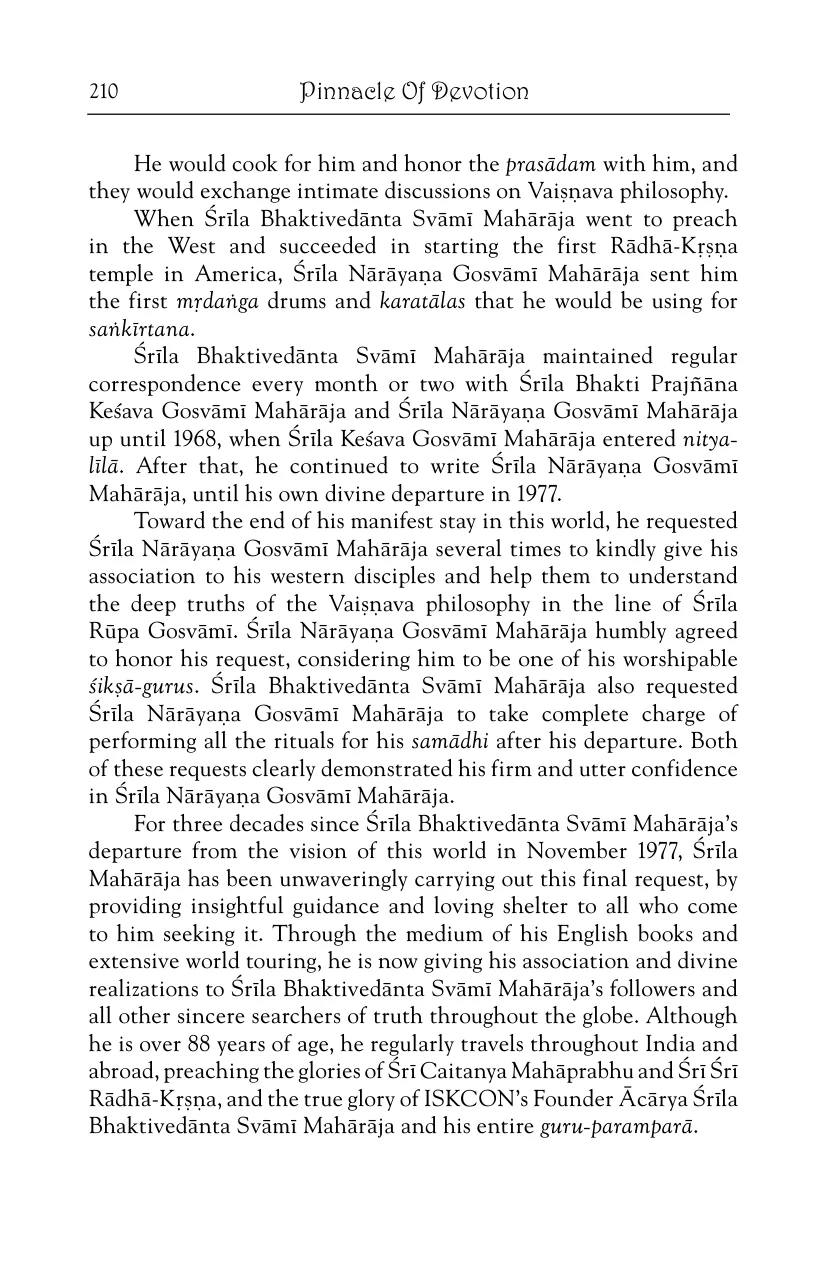 210 Pinnacle Of Devotion
He would cook for him and honor the prasādam with him, and
they would exchange intimate discussions on Vaiṣṇava philosophy.
When Śrīla Bhaktivedānta Svāmī Mahārāja went to preach
in the West and succeeded in starting the first Rādhā-Kṛṣṇa
temple in America, Śrīla Nārāyaṇa Gosvāmī Mahārāja sent him
the first mṛdaṅga drums and karatālas that he would be using for
saṅkīrtana.
Śrīla Bhaktivedānta Svāmī Mahārāja maintained regular
correspondence every month or two with Śrīla Bhakti Prajñāna
Keśava Gosvāmī Mahārāja and Śrīla Nārāyaṇa Gosvāmī Mahārāja
up until 1968, when Śrīla Keśava Gosvāmī Mahārāja entered nitya-
līlā. After that, he continued to write Śrīla Nārāyaṇa Gosvāmī
Mahārāja, until his own divine departure in 1977.
Toward the end of his manifest stay in this world, he requested
Śrīla Nārāyaṇa Gosvāmī Mahārāja several times to kindly give his
association to his western disciples and help them to understand
the deep truths of the Vaiṣṇava philosophy in the line of Śrīla
Rūpa Gosvāmī. Śrīla Nārāyaṇa Gosvāmī Mahārāja humbly agreed
to honor his request, considering him to be one of his worshipable
śikṣā-gurus. Śrīla Bhaktivedānta Svāmī Mahārāja also requested
Śrīla Nārāyaṇa Gosvāmī Mahārāja to take complete charge of
performing all the rituals for his samādhi after his departure. Both
of these requests clearly demonstrated his firm and utter confidence
in Śrīla Nārāyaṇa Gosvāmī Mahārāja.
For three decades since Śrīla Bhaktivedānta Svāmī Mahārāja's
departure from the vision of this world in November 1977, Śrīla
Mahārāja has been unwaveringly carrying out this final request, by
providing insightful guidance and loving shelter to all who come
to him seeking it. Through the medium of his English books and
extensive world touring, he is now giving his association and divine
realizations to Śrīla Bhaktivedānta Svāmī Mahārāja's followers and
all other sincere searchers of truth throughout the globe. Although
he is over 88 years of age, he regularly travels throughout India and
abroad, preaching the glories of Śrī Caitanya Mahāprabhu and Śrī Śrī
Rādhā-Kṛṣṇa, and the true glory of ISKCON's Founder Ācārya Śrīla
Bhaktivedānta Svāmī Mahārāja and his entire guru-paramparā.